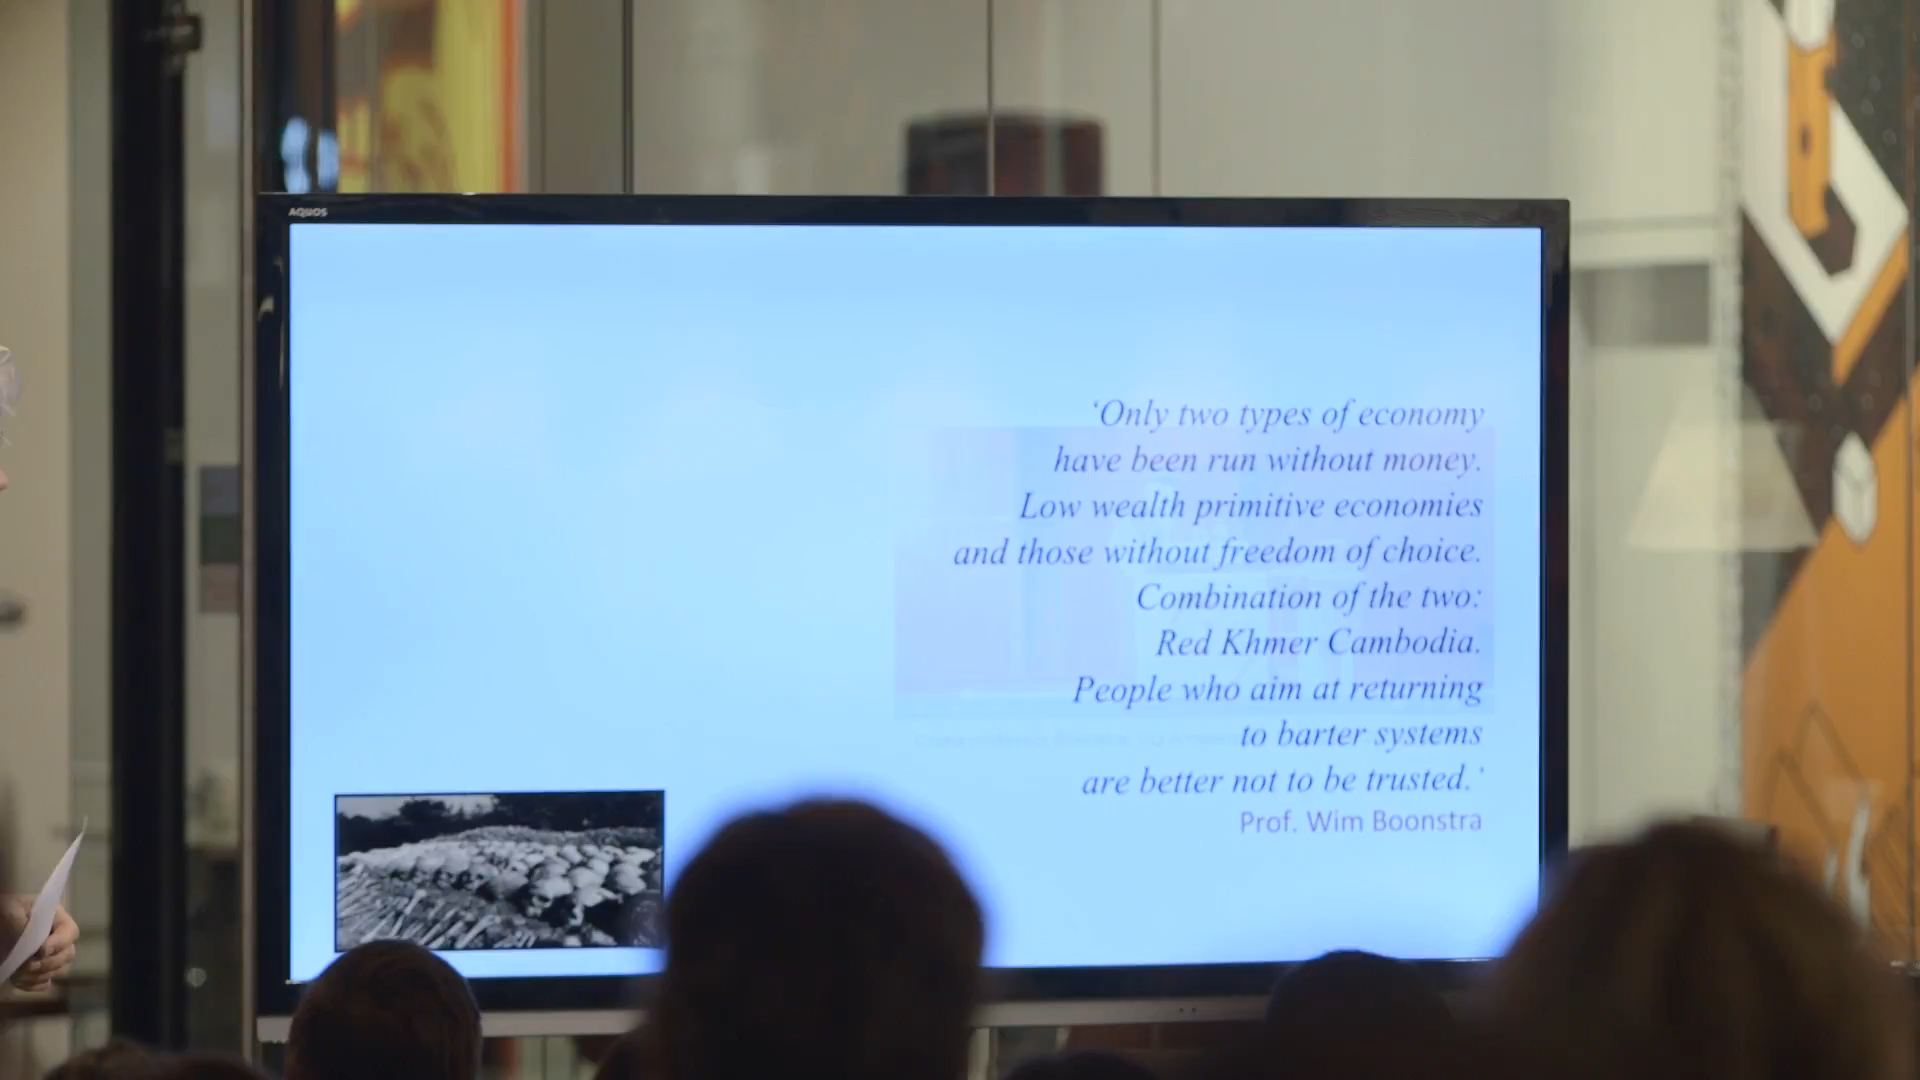 AQUOS
‘Only two types of economy
have been run without money.
Low wealth primitive economies
and those without freedom of choice.
Combination of the two:
Red Khmer Cambodia.
People who aim at returning
to barter systems
are better not to be trusted.‘
Prof. Wim Boonstra